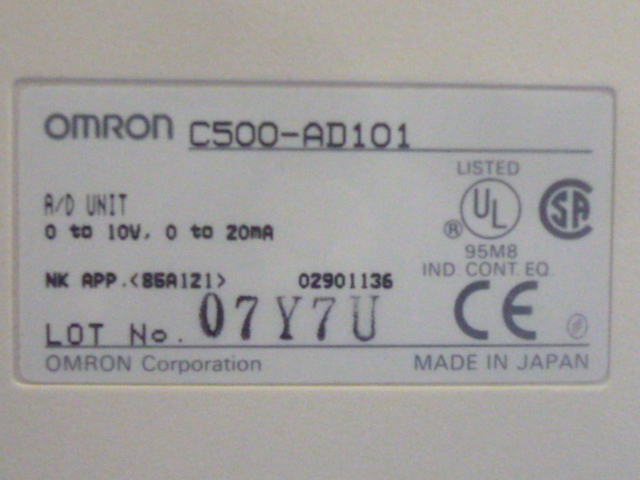 OMRON C500-AD101
A/D UNIT
0 to 10V, 0 to 20mA
NK APP.<86A121> 02901136
LOT No. 07Y7U
OMRON Corporation
LISTED
UL
®
SA
95M8
IND. CONT. EQ.
CE
MADE IN JAPAN